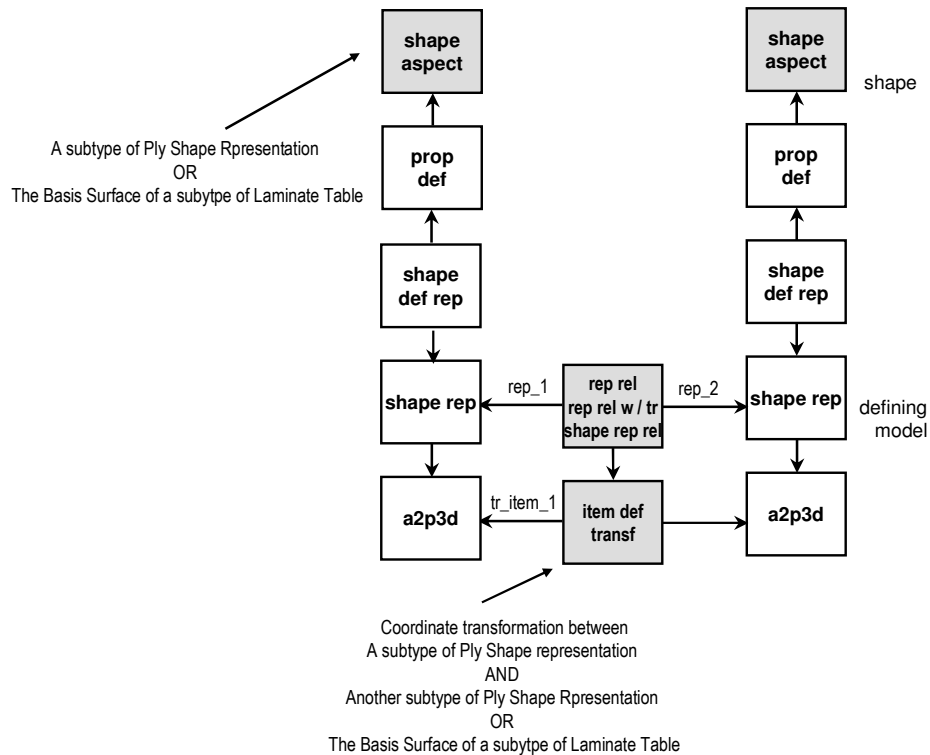 shape
aspect
shape
aspect
shape
A subtype of Ply Shape Rpresentation
OR
The Basis Surface of a subytpe of Laminate Table
prop
def
prop
def
shape
def rep
shape
def rep
shape rep
rep_1
rep rel
rep rel w / tr
shape rep rel
rep_2
shape rep
defining
model
a2p3d
tr_item_1
item def
transf
a2p3d
Coordinate transformation between
A subtype of Ply Shape representation
AND
Another subtype of Ply Shape Rpresentation
OR
The Basis Surface of a subytpe of Laminate Table